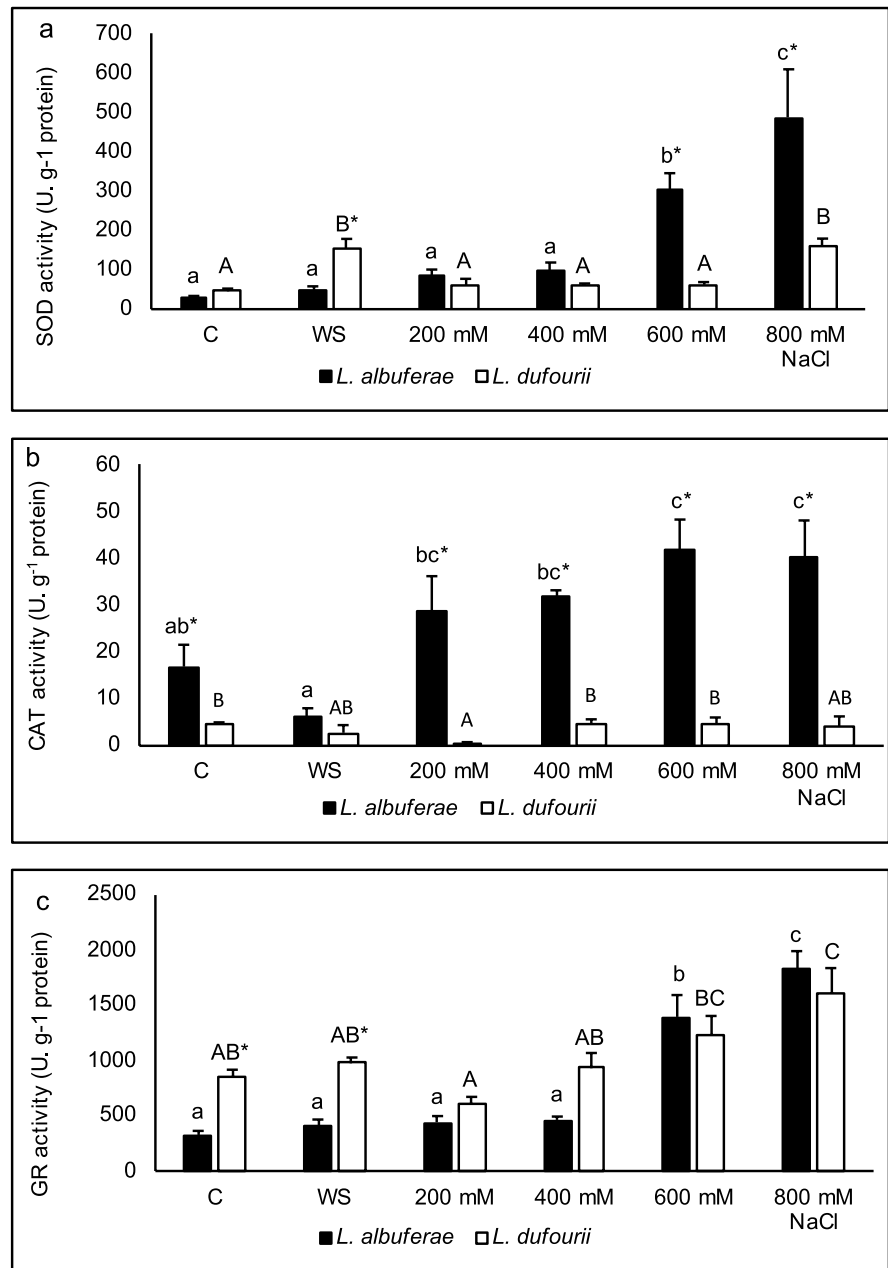 a
SOD activity (U. g-1 protein)
700
600
500
400
300
200
100
0
a A a B* a A a A b* A c* B
C WS 200 mM 400 mM 600 mM 800 mM
NaCl
L. albuferae L. dufourii
b
CAT activity (U. g-1 protein)
60
50
40
30
20
10
0
ab* B a AB bc* A bc* B c* B c* AB
C WS 200 mM 400 mM 600 mM 800 mM
NaCl
L. albuferae L. dufourii
c
GR activity (U. g-1 protein)
2500
2000
1500
1000
500
0
a AB* a AB* a A a AB b BC c C
C WS 200 mM 400 mM 600 mM 800 mM
NaCl
L. albuferae L. dufourii